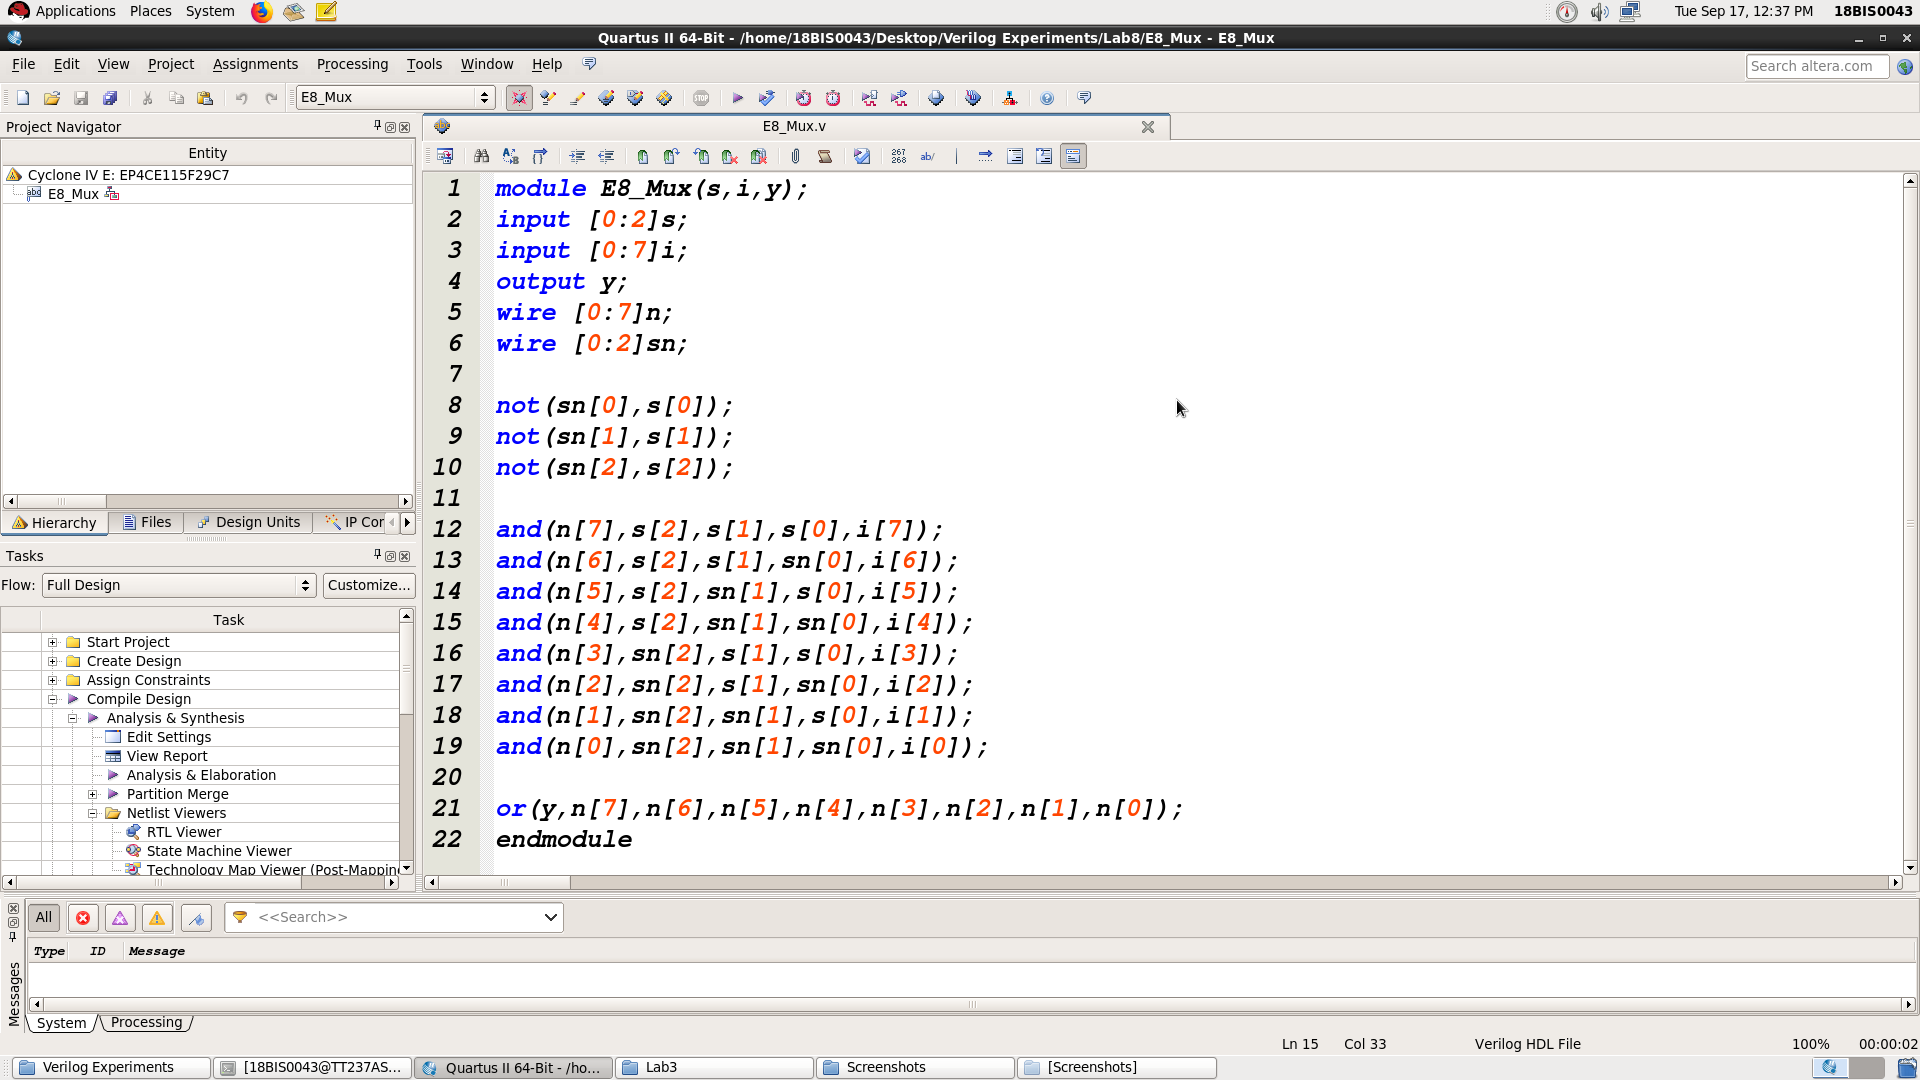 Applications Places System Tue Sep 17, 12:37 PM 18BIS0043
Quartus II 64-Bit - /home/18BIS0043/Desktop/Verilog Experiments/Lab8/E8_Mux - E8_Mux
File Edit View Project Assignments Processing Tools Window Help Search altera.com
STOP
E8_Mux
Project Navigator
Entity
Cyclone IV E: EP4CE115F29C7
abc E8_Mux
Hierarchy Files Design Units IP Cor
Tasks
Flow: Full Design Customize...
Task
Start Project
Create Design
Assign Constraints
Compile Design
Analysis & Synthesis
Edit Settings
View Report
Analysis & Elaboration
Partition Merge
Netlist Viewers
RTL Viewer
State Machine Viewer
Technology Map Viewer (Post-Mappin
E8_Mux.v
267
268 ab/
1 module E8_Mux(s,i,y);
2 input [0:2]s;
3 input [0:7]i;
4 output y;
5 wire [0:7]n;
6 wire [0:2]sn;
7
8 not(sn[0],s[0]);
9 not(sn[1],s[1]);
10 not(sn[2],s[2]);
11
12 and(n[7],s[2],s[1],s[0],i[7]);
13 and(n[6],s[2],s[1],sn[0],i[6]);
14 and(n[5],s[2],sn[1],s[0],i[5]);
15 and(n[4],s[2],sn[1],sn[0],i[4]);
16 and(n[3],sn[2],s[1],s[0],i[3]);
17 and(n[2],sn[2],s[1],sn[0],i[2]);
18 and(n[1],sn[2],sn[1],s[0],i[1]);
19 and(n[0],sn[2],sn[1],sn[0],i[0]);
20
21 or(y,n[7],n[6],n[5],n[4],n[3],n[2],n[1],n[0]);
22 endmodule
All <<Search>>
Type ID Message
Messages
System Processing
Ln 15 Col 33 Verilog HDL File 100% 00:00:02
Verilog Experiments [18BIS0043@TT237AS... Quartus II 64-Bit - /ho... Lab3 Screenshots [Screenshots]